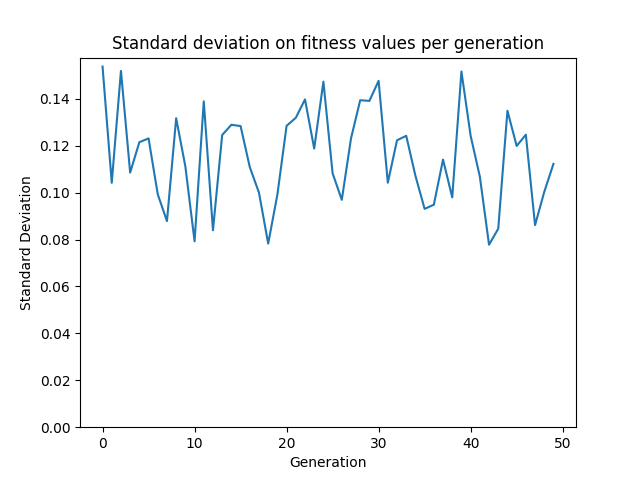 Standard deviation on fitness values per generation
Standard Deviation
0.14
0.12
0.10
0.08
0.06
0.04
0.02
0.00
0 10 20 30 40 50
Generation